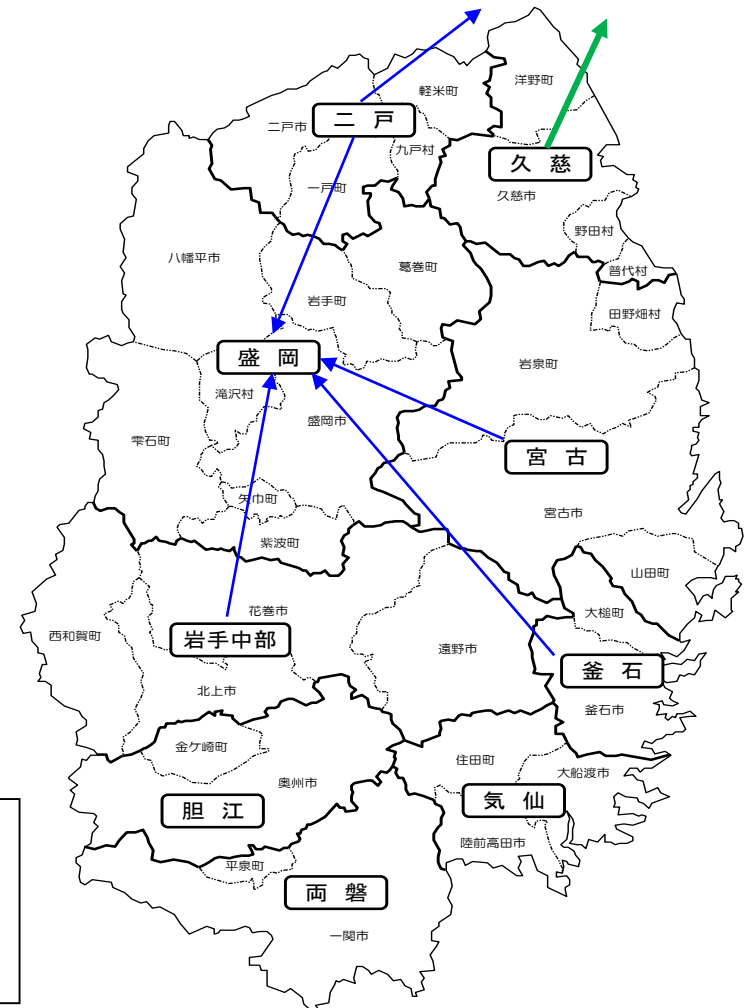 洋野町
軽米町
二戸市
二戸
九戸村
久慈
一戸町
久慈市
野田村
八幡平市
葛巻町
普代村
岩手町
田野畑村
盛岡
岩泉町
滝沢村
盛岡市
雫石町
宮古
矢巾町
宮古市
紫波町
山田町
花巻市
大槌町
西和賀町
岩手中部
遠野市
釜石
北上市
釜石市
金ケ崎町
住田町
大船渡市
奥州市
胆江
気仙
陸前高田市
平泉町
両磐
一関市